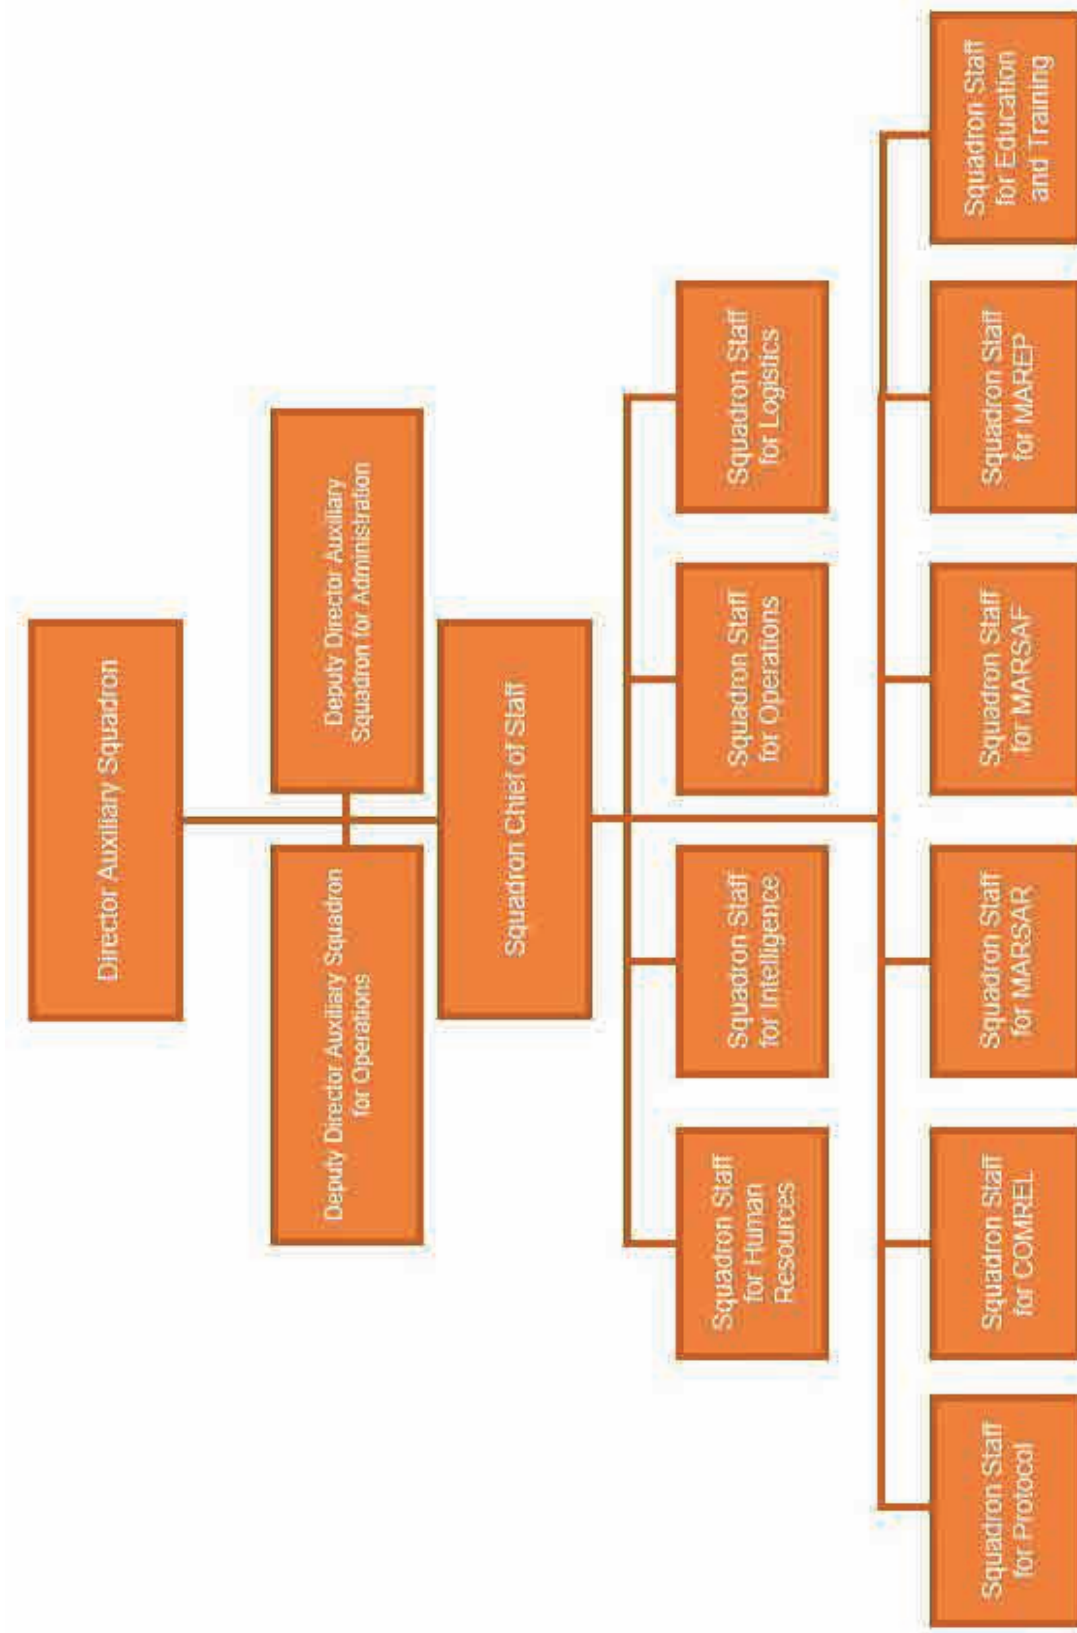 Director Auxiliary Squadron
Deputy Director Auxiliary Squadron
for Operations
Deputy Director Auxiliary
Squadron for Administration
Squadron Chief of Staff
Squadron Staff
for Human
Resources
Squadron Staff
for Intelligence
Squadron Staff
for Operations
Squadron Staff
for Logistics
Squadron Staff
for Protocol
Squadron Staff
for COMREL
Squadron Staff
for MARSAR
Squadron Staff
for MARSAF
Squadron Staff
for MAREP
Squadron Staff
for Education
and Training